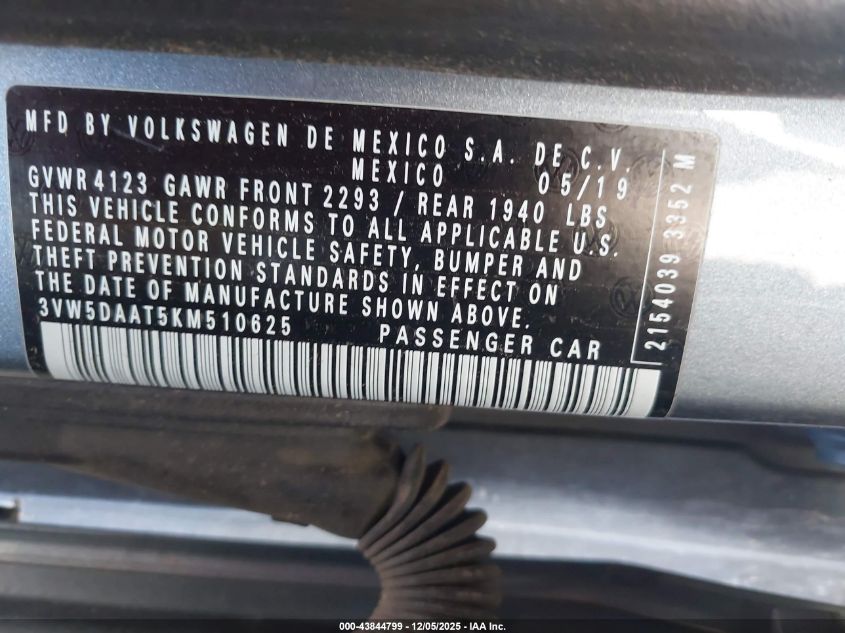 MFD BY VOLKSWAGEN DE MEXICO S.A. DE C.V.
MEXICO 05/19
GVWR 4123 GAWR FRONT 2293 / REAR 1940 LBS
THIS VEHICLE CONFORMS TO ALL APPLICABLE U.S.
FEDERAL MOTOR VEHICLE SAFETY, BUMPER AND
THEFT PREVENTION STANDARDS IN EFFECT ON
THE DATE OF MANUFACTURE SHOWN ABOVE.
3VW5DAAT5KM510625 PASSENGER CAR
2154039 3352 M
000-43844799 - 12/05/2025 - IAA Inc.